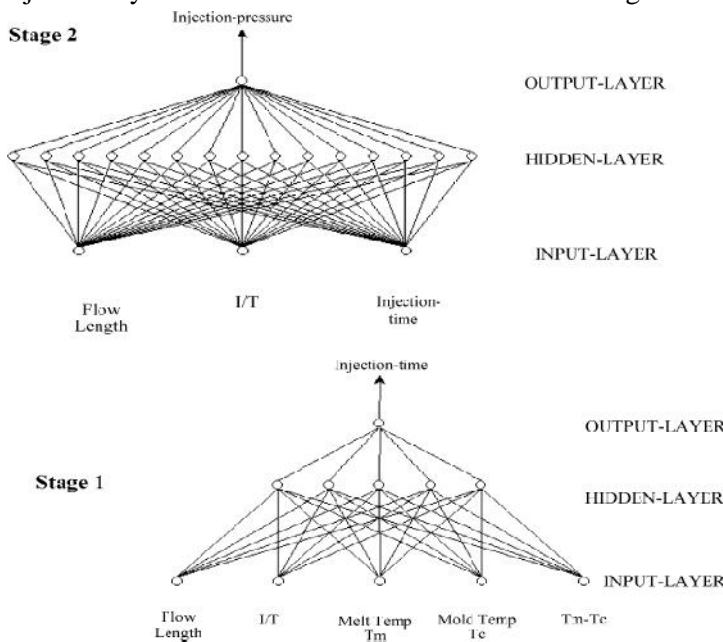 Injection-pressure
Stage 2
OUTPUT-LAYER
HIDDEN-LAYER
INPUT-LAYER
Flow
Length
I/T
Injection-
time
Injection-time
OUTPUT-LAYER
Stage 1
HIDDEN-LAYER
INPUT-LAYER
Flow
Length
I/T
Melt Temp
Tm
Mold Temp
Tc
Tm-Tc